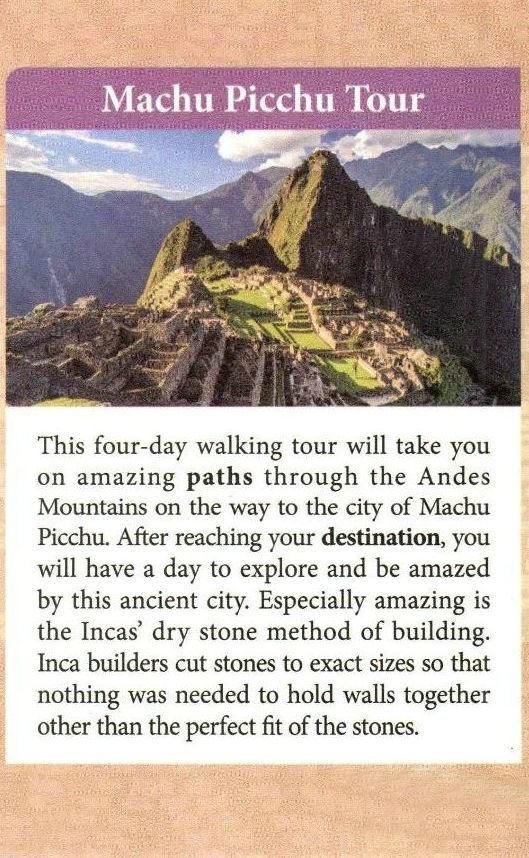 Machu Picchu Tour
This four-day walking tour will take you
on amazing paths through the Andes
Mountains on the way to the city of Machu
Picchu. After reaching your destination, you
will have a day to explore and be amazed
by this ancient city. Especially amazing is
the Incas' dry stone method of building.
Inca builders cut stones to exact sizes so that
nothing was needed to hold walls together
other than the perfect fit of the stones.